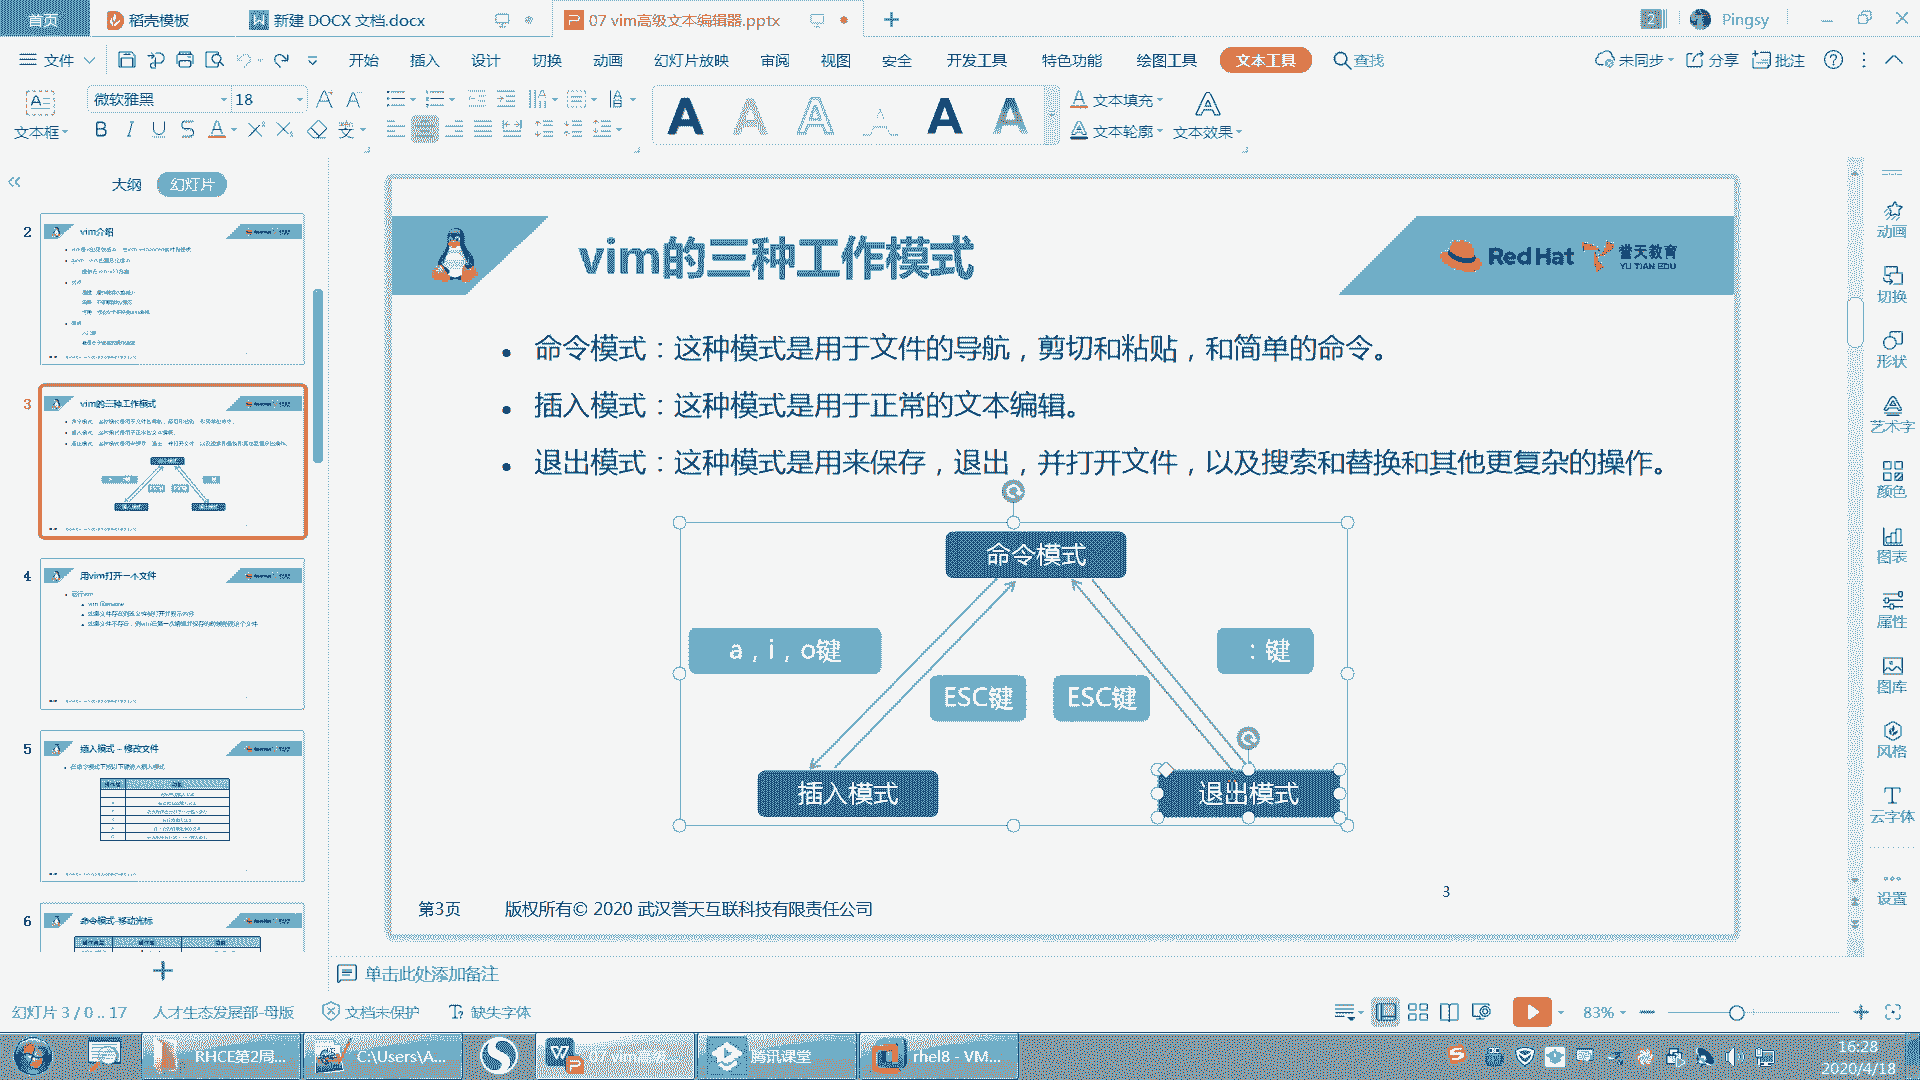 首页
稻壳模板
新建 DOCX 文档.docx
07 vim高级文本编辑器.pptx
Pingsy
文件
开始
插入
设计
切换
动画
幻灯片放映
审阅
视图
安全
开发工具
特色功能
绘图工具
文本工具
查找
未同步
分享
批注
文本框
微软雅黑
18
文本填充
文本轮廓
文本效果
大纲
幻灯片
2
vim介绍
3
vim的三种工作模式
4
用vim打开一个文件
5
插入模式 - 修改文件
6
命令模式-移动光标
vim的三种工作模式
Red Hat
誉天教育
YU TIAN EDU
命令模式：这种模式是用于文件的导航，剪切和粘贴，和简单的命令。
插入模式：这种模式是用于正常的文本编辑。
退出模式：这种模式是用来保存，退出，并打开文件，以及搜索和替换和其他更复杂的操作。
命令模式
a，i，o键
：键
ESC键
ESC键
插入模式
退出模式
3
第3页
版权所有© 2020 武汉誉天互联科技有限责任公司
动画
切换
形状
艺术字
颜色
图表
属性
图库
风格
云字体
设置
单击此处添加备注
幻灯片 3 / 0 .. 17
人才生态发展部-母版
文档未保护
缺失字体
83%
RHCE第2周...
C:\Users\A...
07 vim高级...
腾讯课堂
rhel8 - VM...
16:28
2020/4/18